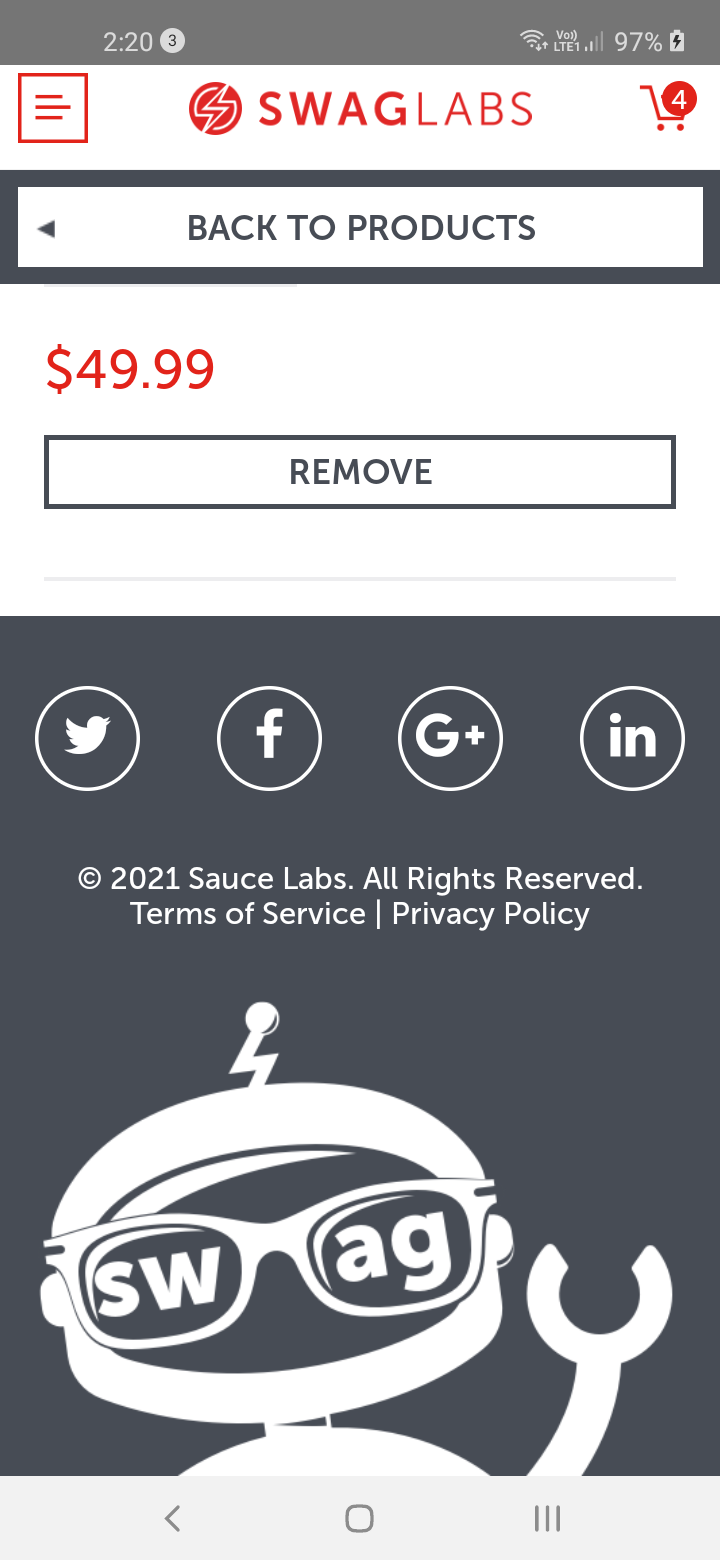 2:20 3 Vo)) LTE1 97%
SWAGLABS 4
BACK TO PRODUCTS
$49.99
REMOVE
f G+ in
© 2021 Sauce Labs. All Rights Reserved.
Terms of Service | Privacy Policy
sw ag